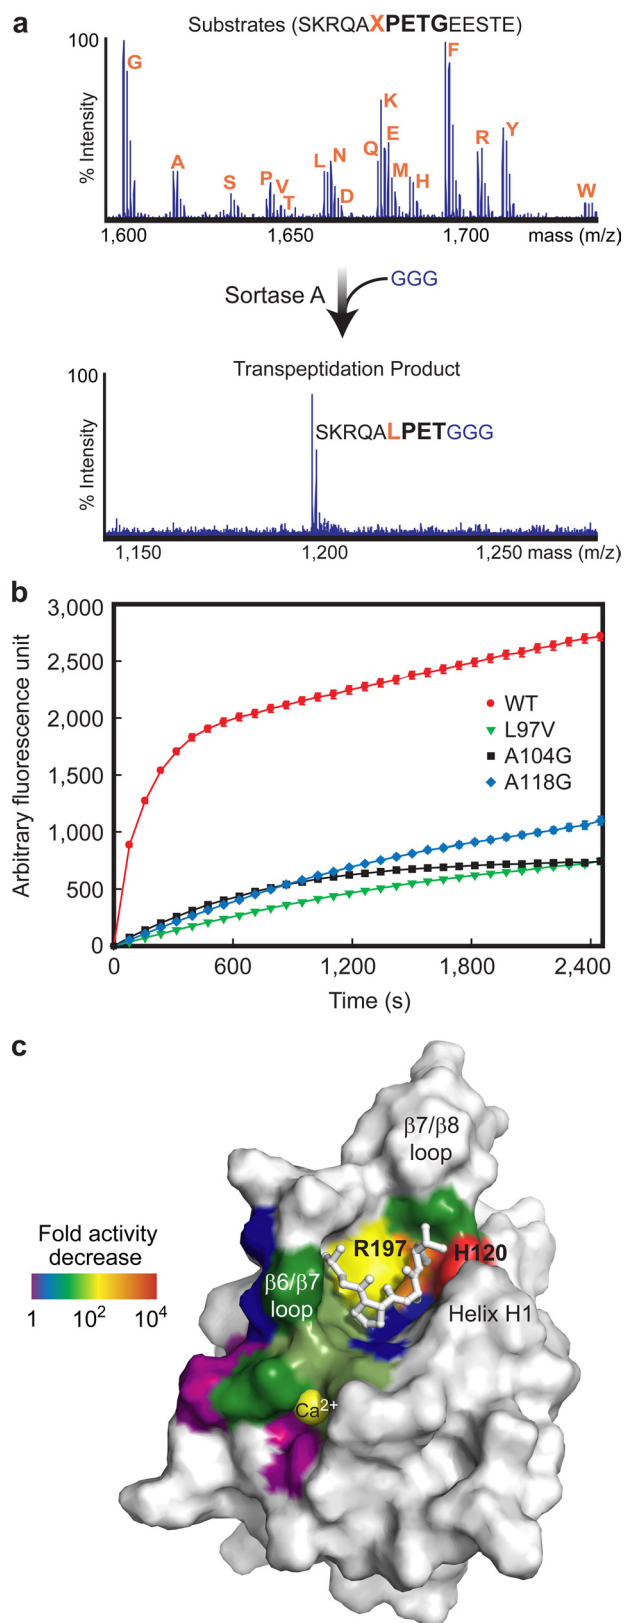 a
Substrates (SKRQAXPETGEESTE)
100
% Intensity
G
A
S
P
V
T
L
N
D
Q
K
E
M
H
F
R
Y
W
1,600
1,650
1,700
mass (m/z)
Sortase A
GGG
Transpeptidation Product
100
% Intensity
SKRQALPETGGG
1,150
1,200
1,250
mass (m/z)
b
3,000
2,500
2,000
1,500
1,000
500
0
Arbitrary fluorescence unit
WT
L97V
A104G
A118G
0
600
1,200
1,800
2,400
Time (s)
c
β7/β8
loop
Fold activity
decrease
1
10²
10⁴
R197
H120
β6/β7
loop
Helix H1
Ca²⁺